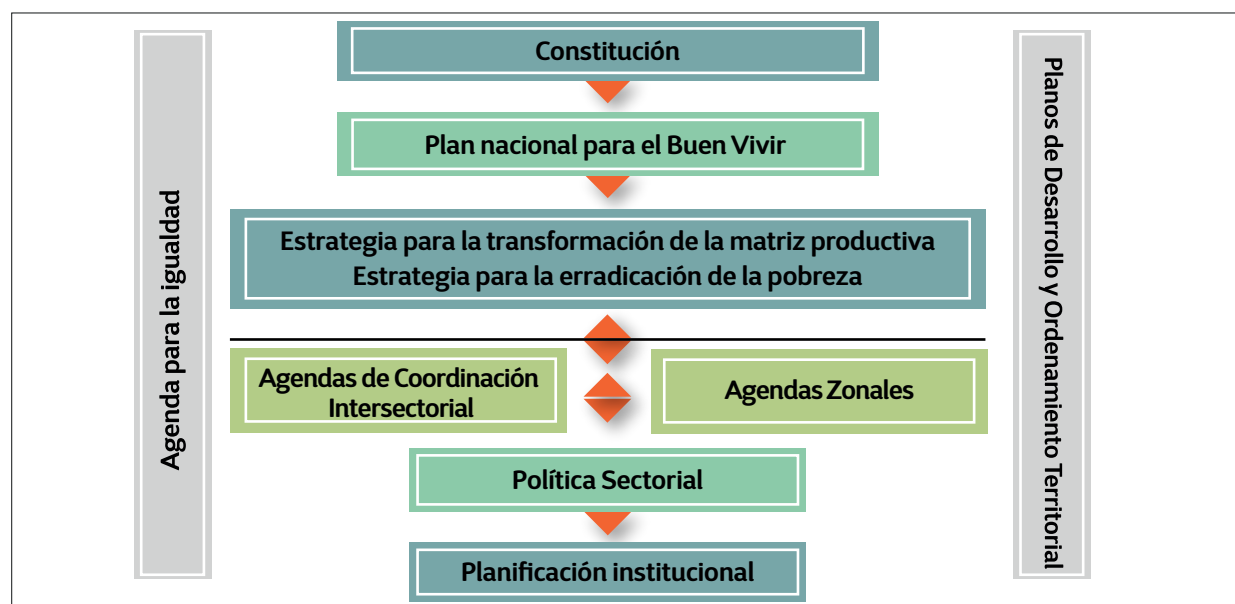 Agenda para la igualdad
Constitución
Plan nacional para el Buen Vivir
Estrategia para la transformación de la matriz productiva
Estrategia para la erradicación de la pobreza
Agendas de Coordinación
Intersectorial
Agendas Zonales
Política Sectorial
Planificación institucional
Planos de Desarrollo y Ordenamiento Territorial